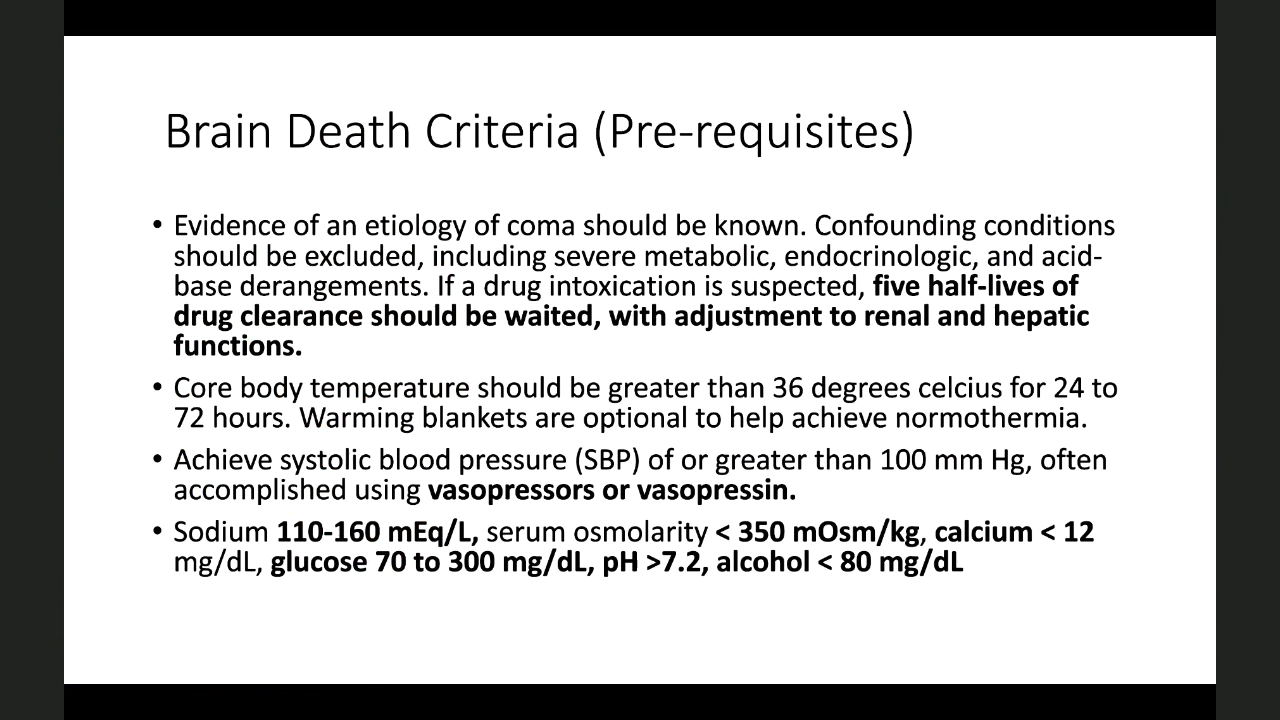 Brain Death Criteria (Pre-requisites)
• Evidence of an etiology of coma should be known. Confounding conditions
should be excluded, including severe metabolic, endocrinologic, and acid-
base derangements. If a drug intoxication is suspected, five half-lives of
drug clearance should be waited, with adjustment to renal and hepatic
functions.
• Core body temperature should be greater than 36 degrees celcius for 24 to
72 hours. Warming blankets are optional to help achieve normothermia.
• Achieve systolic blood pressure (SBP) of or greater than 100 mm Hg, often
accomplished using vasopressors or vasopressin.
• Sodium 110-160 mEq/L, serum osmolarity < 350 mOsm/kg, calcium < 12
mg/dL, glucose 70 to 300 mg/dL, pH >7.2, alcohol < 80 mg/dL